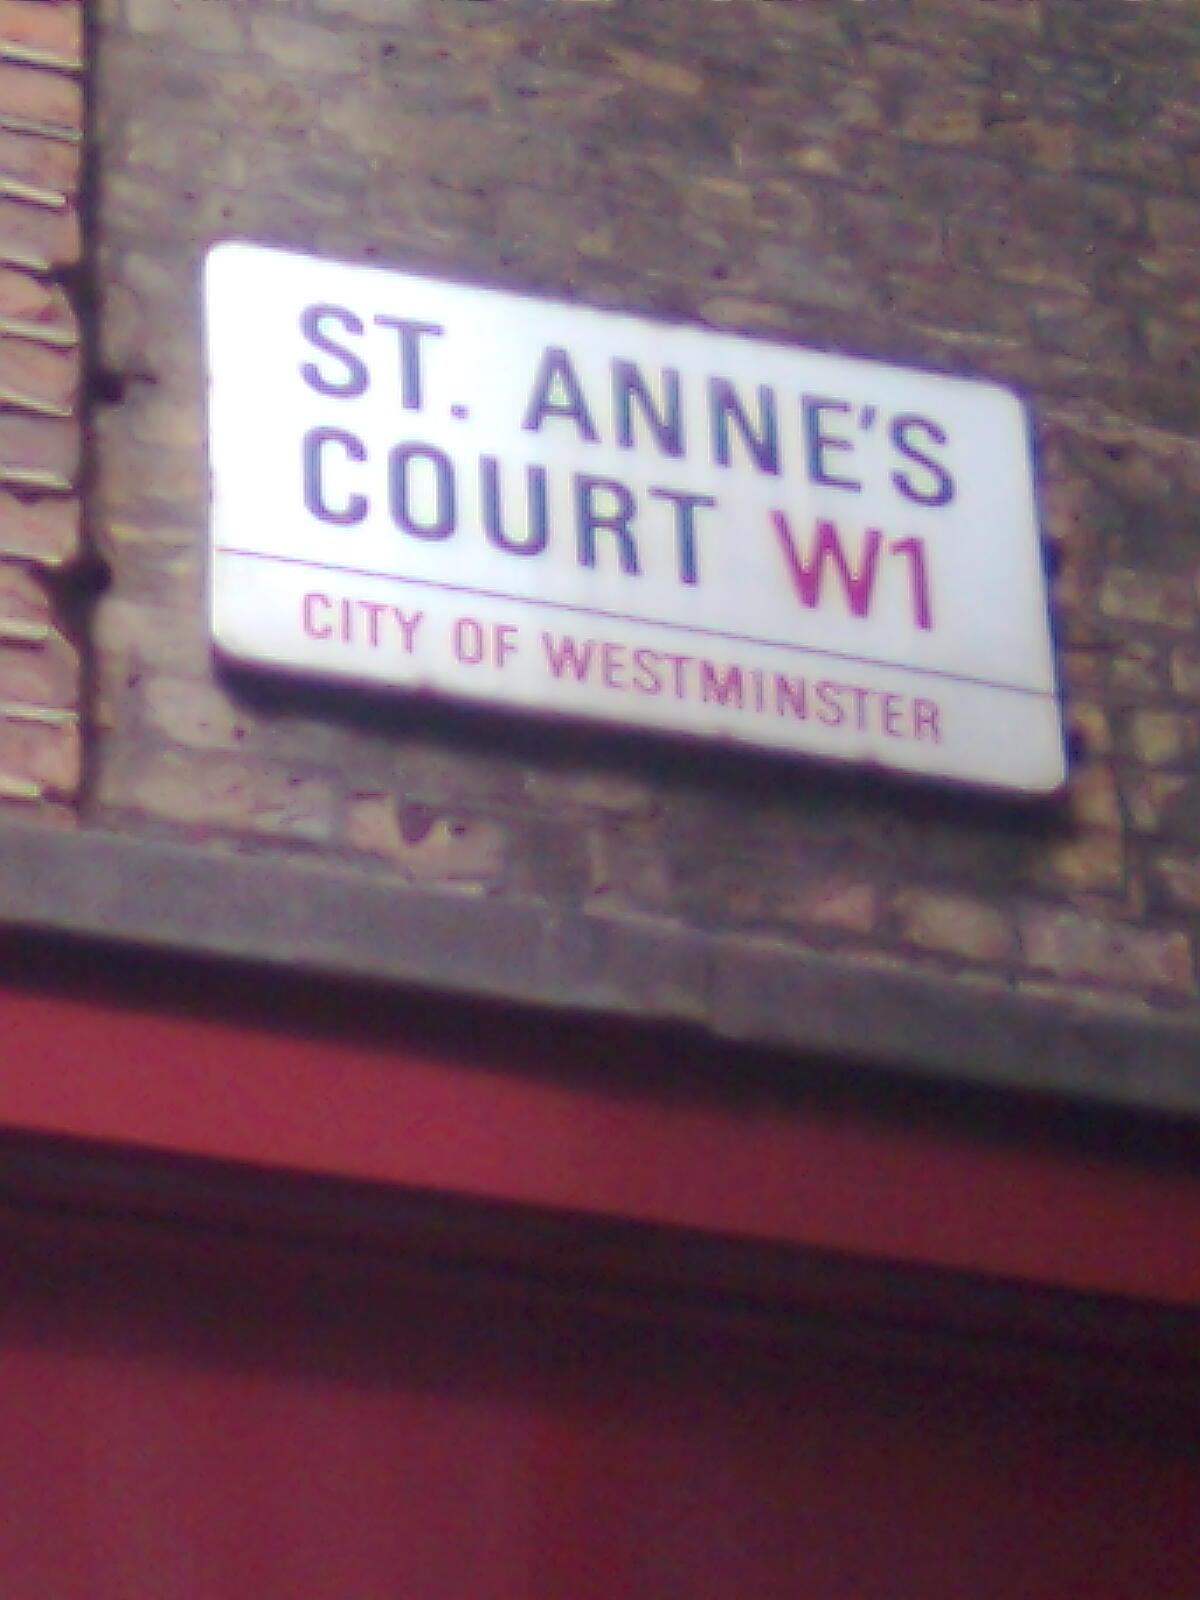 ST. ANNE'S
COURT W1
CITY OF WESTMINSTER